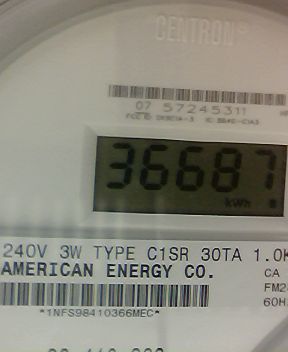 CENTRON®
07 57245311
36687
kWh
240V 3W TYPE C1SR 30TA 1.0K
AMERICAN ENERGY CO.
CA
FM2
60H
*1NFS98410366MEC*